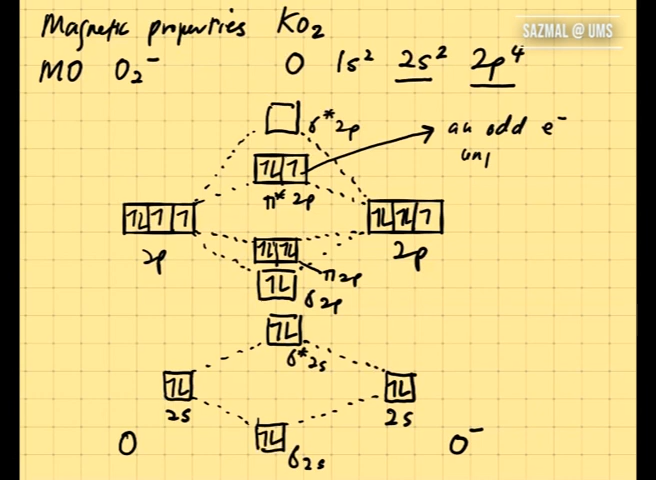 Magnetic properties KO₂
SAZMAL @ UMS
MO O₂⁻ O 1s² 2s² 2p⁴
σ*2p
an odd e⁻
unp
π*2p
2p
2p
π2p
σ2p
σ*2s
2s
2s
σ2s
O
O⁻